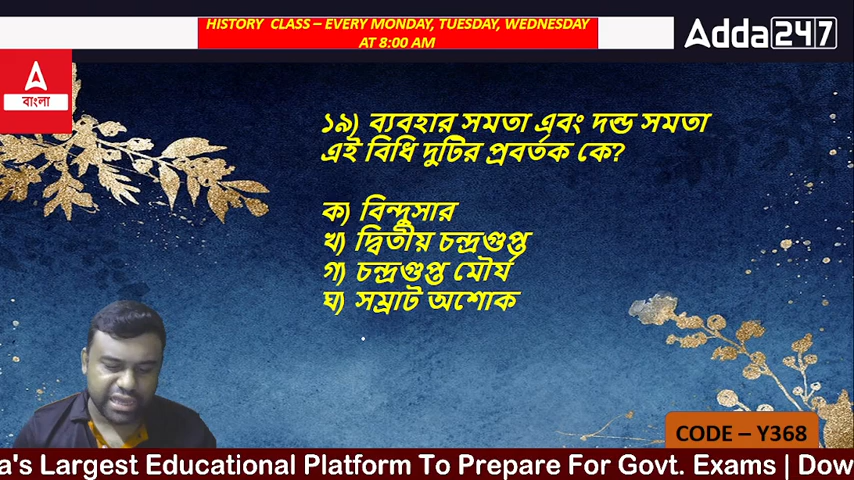 HISTORY CLASS – EVERY MONDAY, TUESDAY, WEDNESDAY
AT 8:00 AM
Adda247
A
বাংলা
১৯) ব্যবহার সমতা এবং দন্ড সমতা
এই বিধি দুটির প্রবর্তক কে?
ক) বিন্দুসার
খ) দ্বিতীয় চন্দ্রগুপ্ত
গ) চন্দ্রগুপ্ত মৌর্য
ঘ) সম্রাট অশোক
CODE – Y368
a's Largest Educational Platform To Prepare For Govt. Exams | Dow